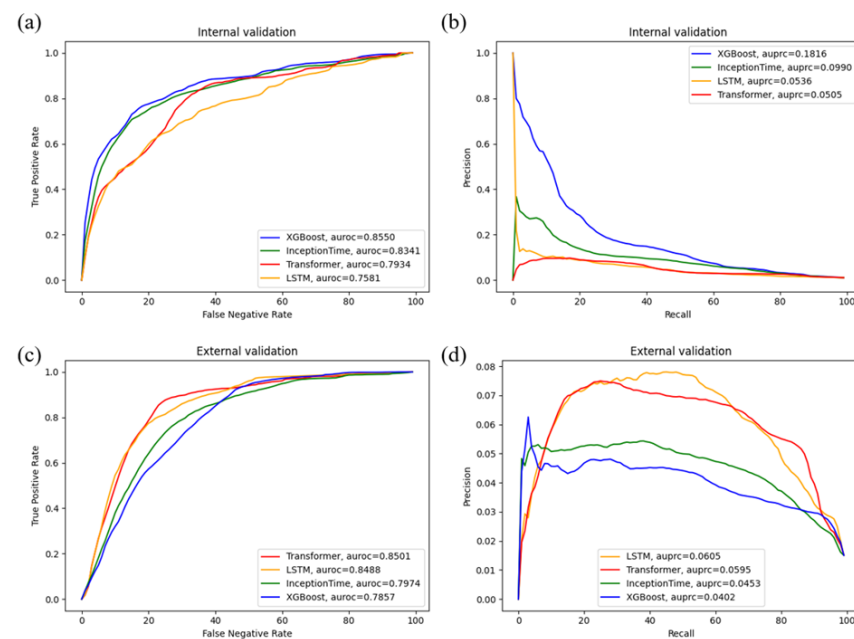 (a)
Internal validation
1.0
0.8
0.6
0.4
0.2
0.0
True Positive Rate
XGBoost, auroc=0.8550
InceptionTime, auroc=0.8341
Transformer, auroc=0.7934
LSTM, auroc=0.7581
0 20 40 60 80 100
False Negative Rate
(b)
Internal validation
1.0
0.8
0.6
0.4
0.2
0.0
Precision
XGBoost, auprc=0.1816
InceptionTime, auprc=0.0990
LSTM, auprc=0.0536
Transformer, auprc=0.0505
0 20 40 60 80 100
Recall
(c)
External validation
1.0
0.8
0.6
0.4
0.2
0.0
True Positive Rate
Transformer, auroc=0.8501
LSTM, auroc=0.8488
InceptionTime, auroc=0.7974
XGBoost, auroc=0.7857
0 20 40 60 80 100
False Negative Rate
(d)
External validation
0.08
0.07
0.06
0.05
0.04
0.03
0.02
0.01
0.00
Precision
LSTM, auprc=0.0605
Transformer, auprc=0.0595
InceptionTime, auprc=0.0453
XGBoost, auprc=0.0402
0 20 40 60 80 100
Recall